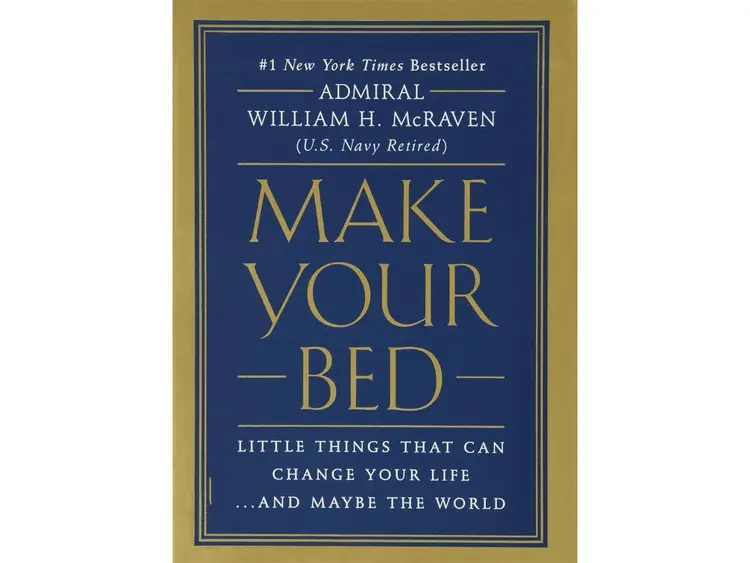 #1 New York Times Bestseller
ADMIRAL
WILLIAM H. McRAVEN
(U.S. Navy Retired)
MAKE
YOUR
BED
LITTLE THINGS THAT CAN
CHANGE YOUR LIFE
...AND MAYBE THE WORLD